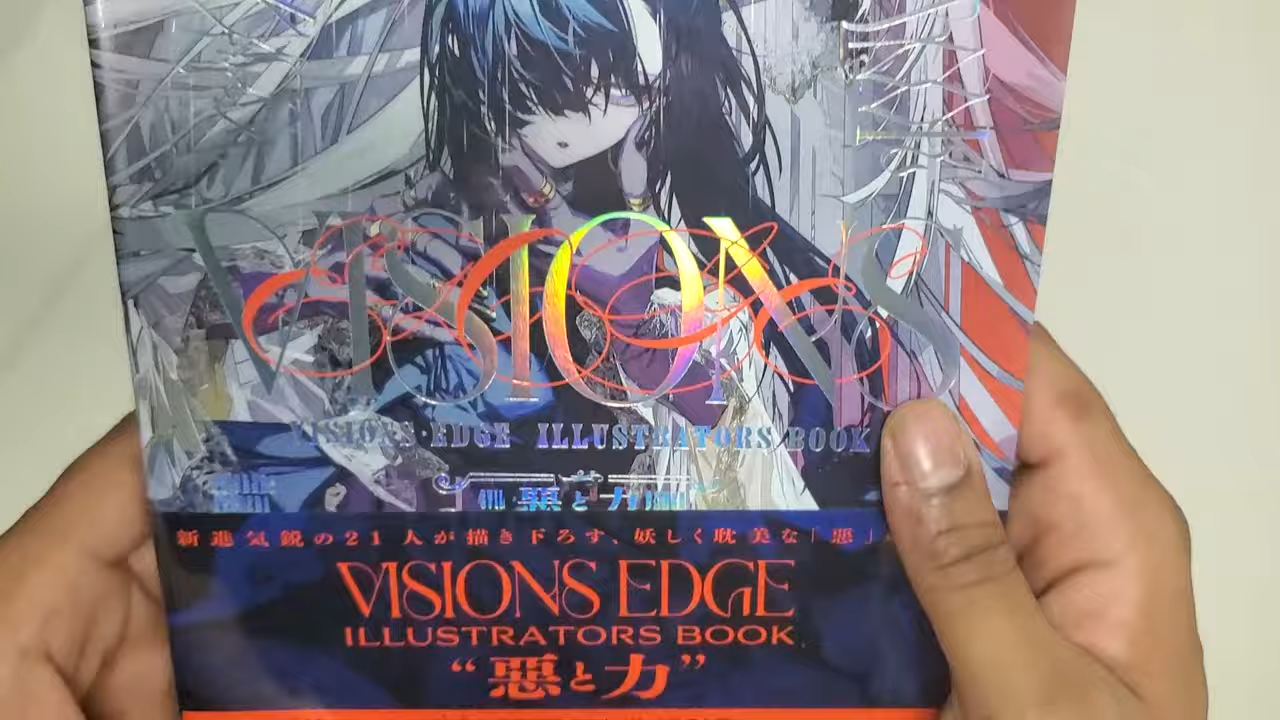 VISIONS
VISIONS EDGE ILLUSTRATORS BOOK
悪と力
新進気鋭の21人が描き下ろす、妖しく耽美な「悪」
VISIONS EDGE
ILLUSTRATORS BOOK
“悪と力”